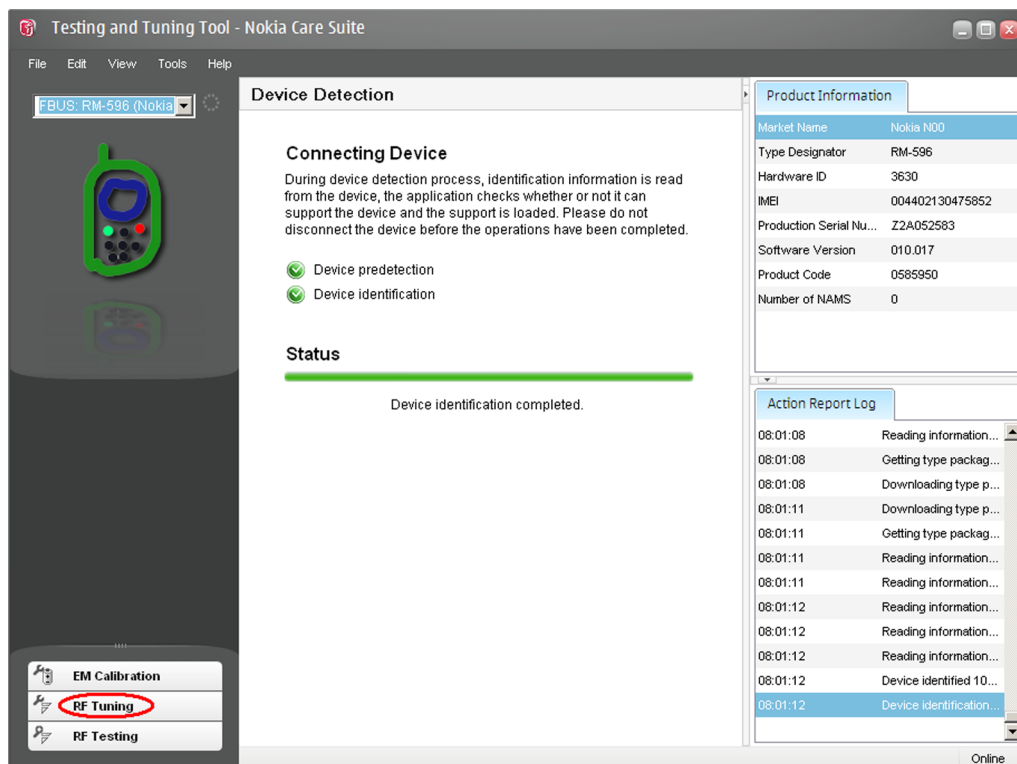 Testing and Tuning Tool - Nokia Care Suite
File Edit View Tools Help
FBUS: RM-596 (Nokia
Device Detection
Connecting Device
During device detection process, identification information is read
from the device, the application checks whether or not it can
support the device and the support is loaded. Please do not
disconnect the device before the operations have been completed.
Device predetection
Device identification
Status
Device identification completed.
EM Calibration
RF Tuning
RF Testing
Product Information
Market Name Nokia N00
Type Designator RM-596
Hardware ID 3630
IMEI 004402130475852
Production Serial Nu... Z2A052583
Software Version 010.017
Product Code 0585950
Number of NAMS 0
Action Report Log
08:01:08 Reading information...
08:01:08 Getting type packag...
08:01:08 Downloading type p...
08:01:11 Downloading type p...
08:01:11 Getting type packag...
08:01:11 Reading information...
08:01:11 Reading information...
08:01:12 Reading information...
08:01:12 Reading information...
08:01:12 Reading information...
08:01:12 Device identified 10...
08:01:12 Device identification...
Online